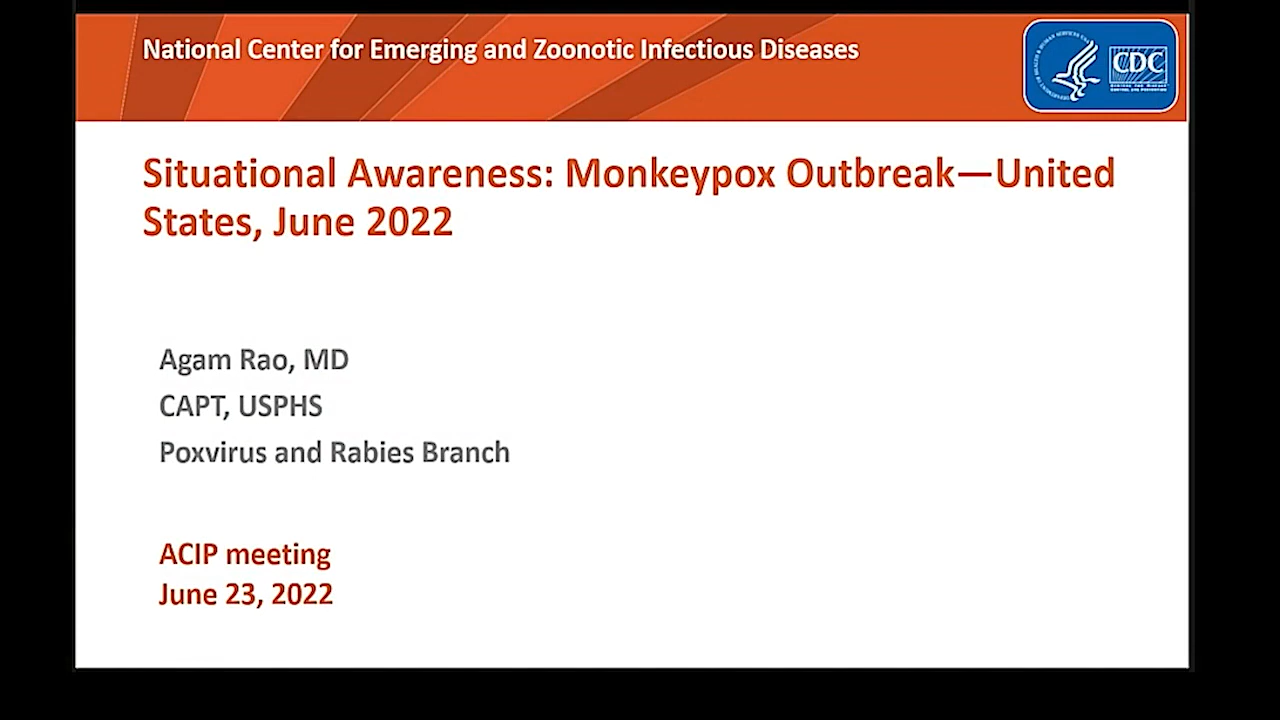 National Center for Emerging and Zoonotic Infectious Diseases
CDC
Situational Awareness: Monkeypox Outbreak—United
States, June 2022
Agam Rao, MD
CAPT, USPHS
Poxvirus and Rabies Branch
ACIP meeting
June 23, 2022